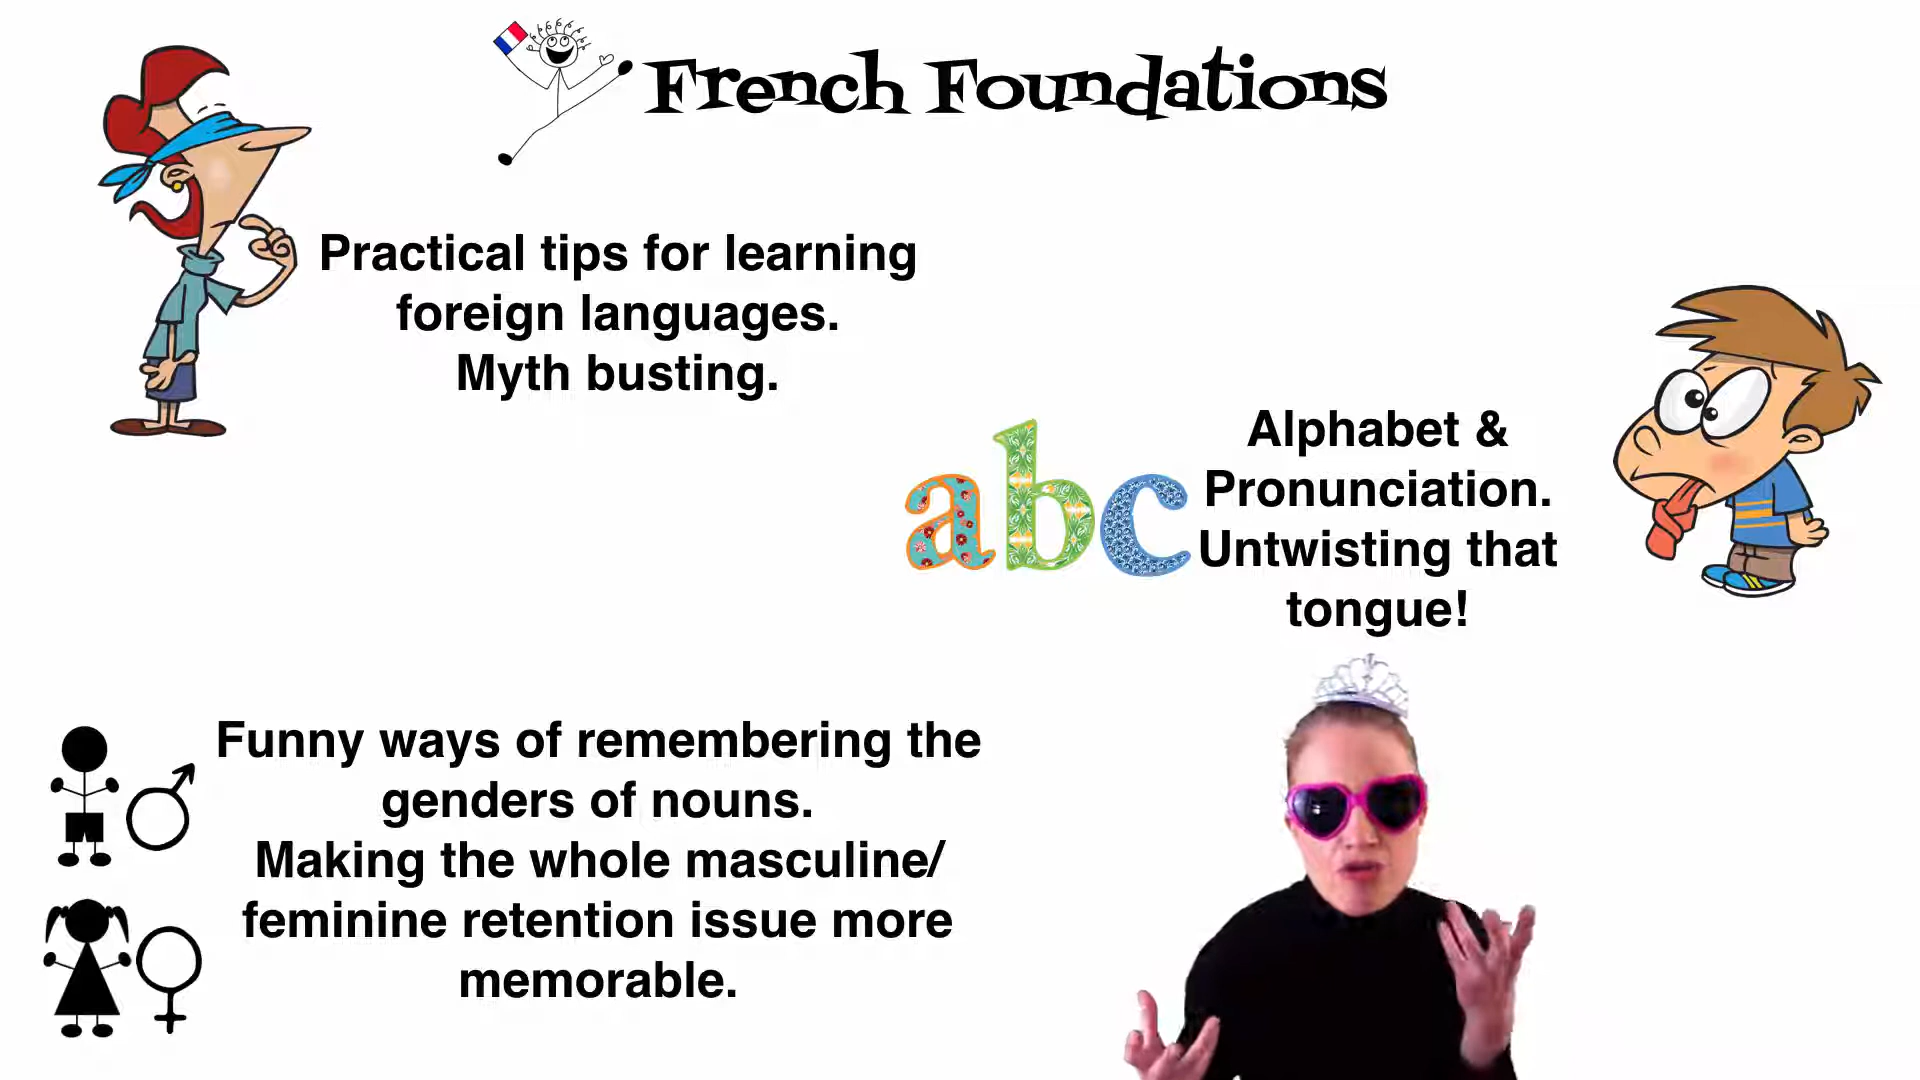 French Foundations
Practical tips for learning
foreign languages.
Myth busting.
abc
Alphabet &
Pronunciation.
Untwisting that
tongue!
Funny ways of remembering the
genders of nouns.
Making the whole masculine/
feminine retention issue more
memorable.